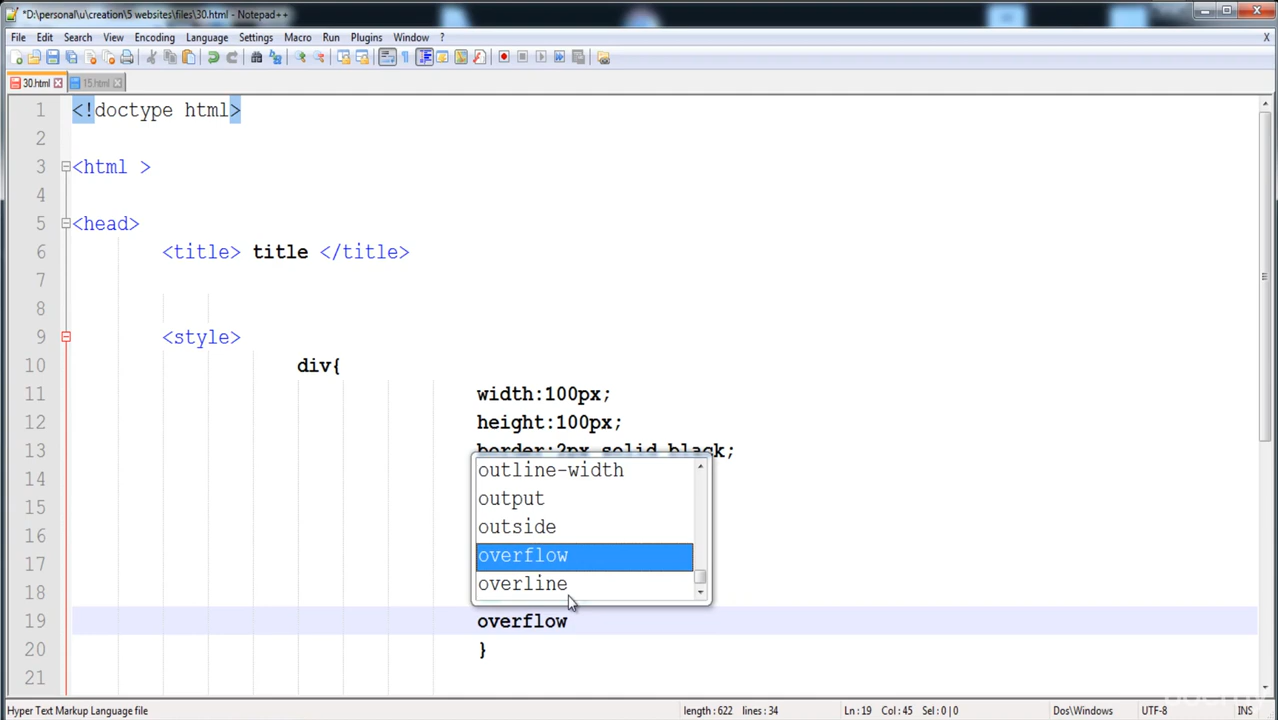 *D:\personal\u\creation\5 websites\files\30.html - Notepad++
File Edit Search View Encoding Language Settings Macro Run Plugins Window ? X
30.html 15.html
1 <!doctype html>
2
3 <html >
4
5 <head>
6 <title> title </title>
7
8
9 <style>
10 div{
11 width:100px;
12 height:100px;
13 border:2px solid black;
14 outline-width
15 output
16 outside
17 overflow
18 overline
19 overflow
20 }
21
Hyper Text Markup Language file length : 622 lines : 34 Ln : 19 Col : 45 Sel : 0 | 0 Dos\Windows UTF-8 INS